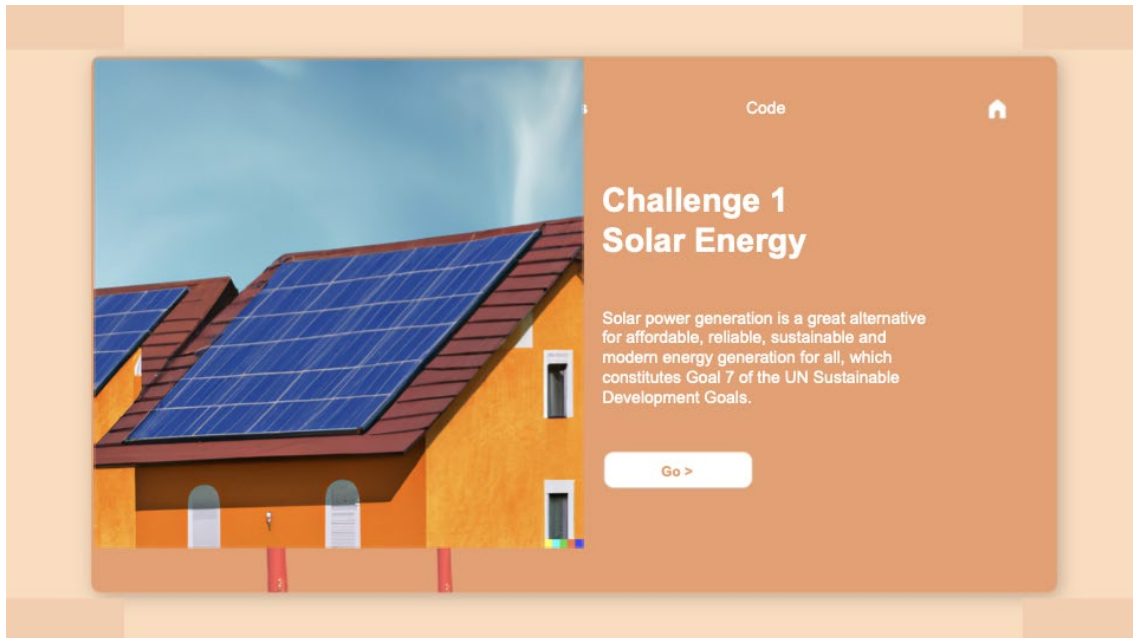 Code
Challenge 1
Solar Energy
Solar power generation is a great alternative
for affordable, reliable, sustainable and
modern energy generation for all, which
constitutes Goal 7 of the UN Sustainable
Development Goals.
Go >